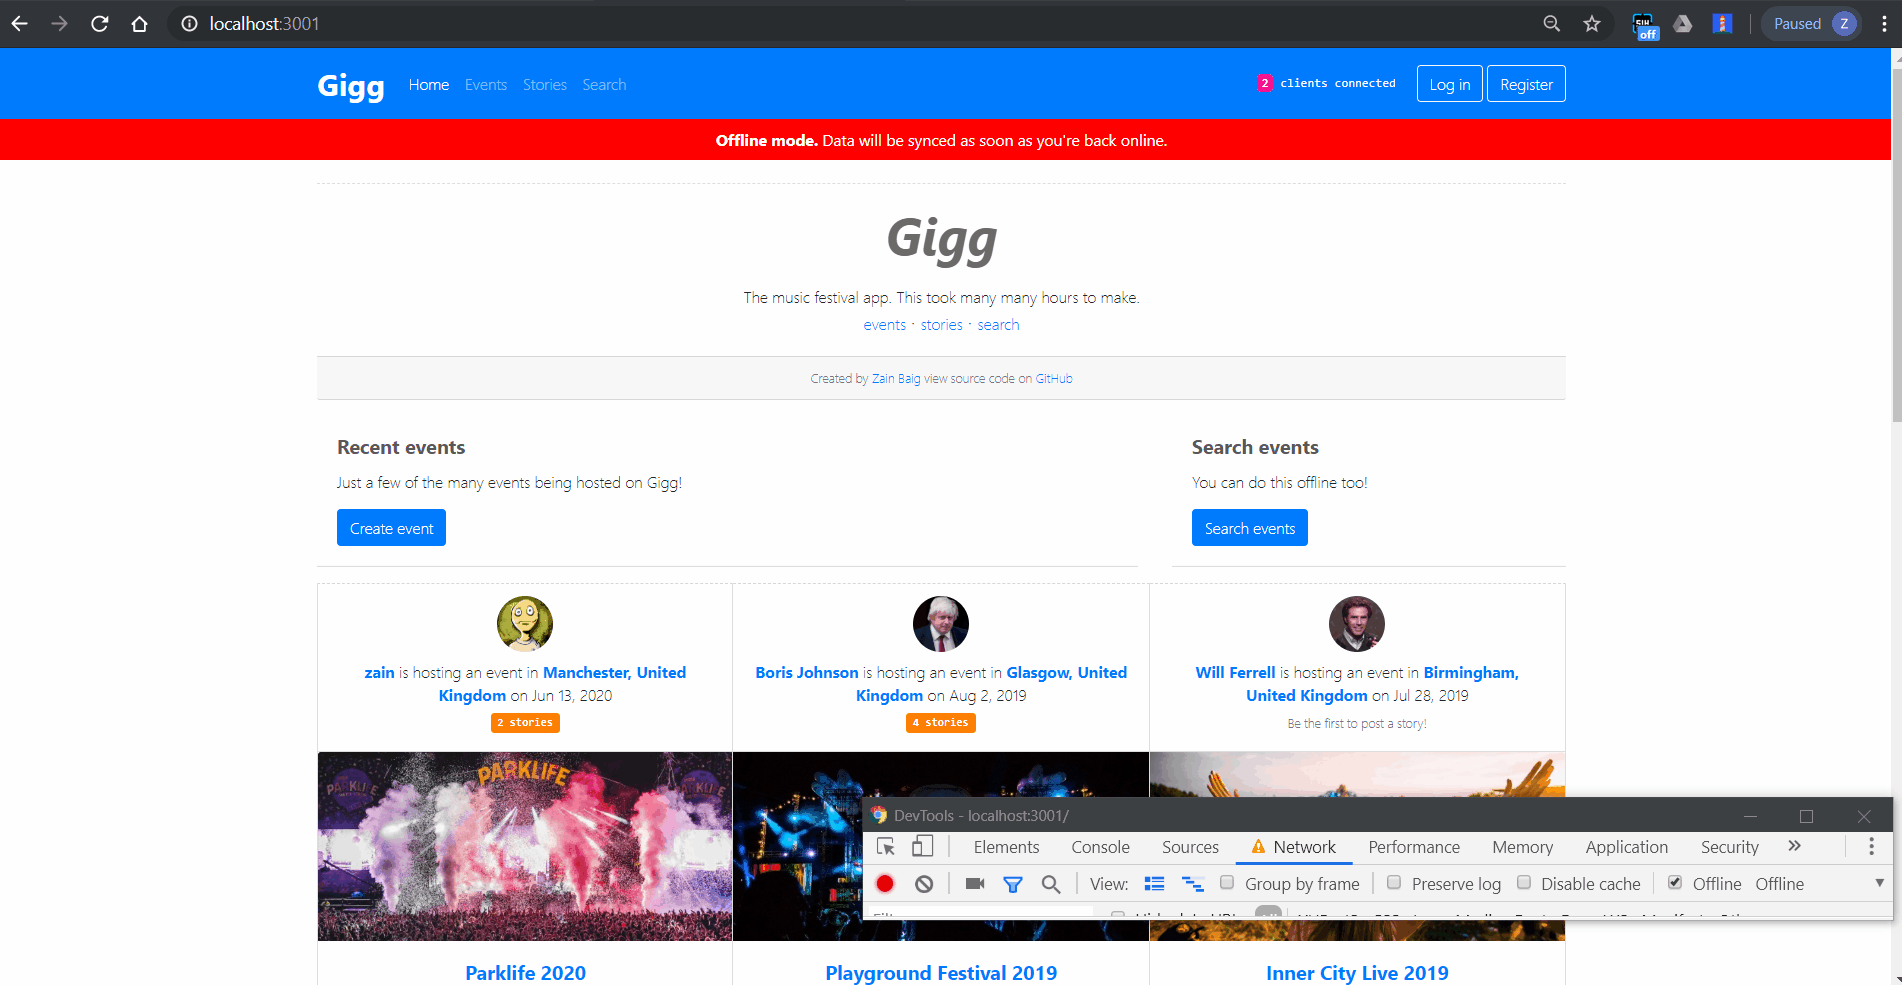 localhost:3001
off
Paused Z
Gigg Home Events Stories Search 2 clients connected Log in Register
Offline mode. Data will be synced as soon as you're back online.
Gigg
The music festival app. This took many many hours to make.
events · stories · search
Created by Zain Baig view source code on GitHub
Recent events
Just a few of the many events being hosted on Gigg!
Create event
Search events
You can do this offline too!
Search events
zain is hosting an event in Manchester, United
Kingdom on Jun 13, 2020
2 stories
Boris Johnson is hosting an event in Glasgow, United
Kingdom on Aug 2, 2019
4 stories
Will Ferrell is hosting an event in Birmingham,
United Kingdom on Jul 28, 2019
Be the first to post a story!
PARKLIFE
PARKLIFE
DevTools - localhost:3001/
Elements Console Sources Network Performance Memory Application Security »
View: Group by frame Preserve log Disable cache Offline Offline
Parklife 2020
Playground Festival 2019
Inner City Live 2019